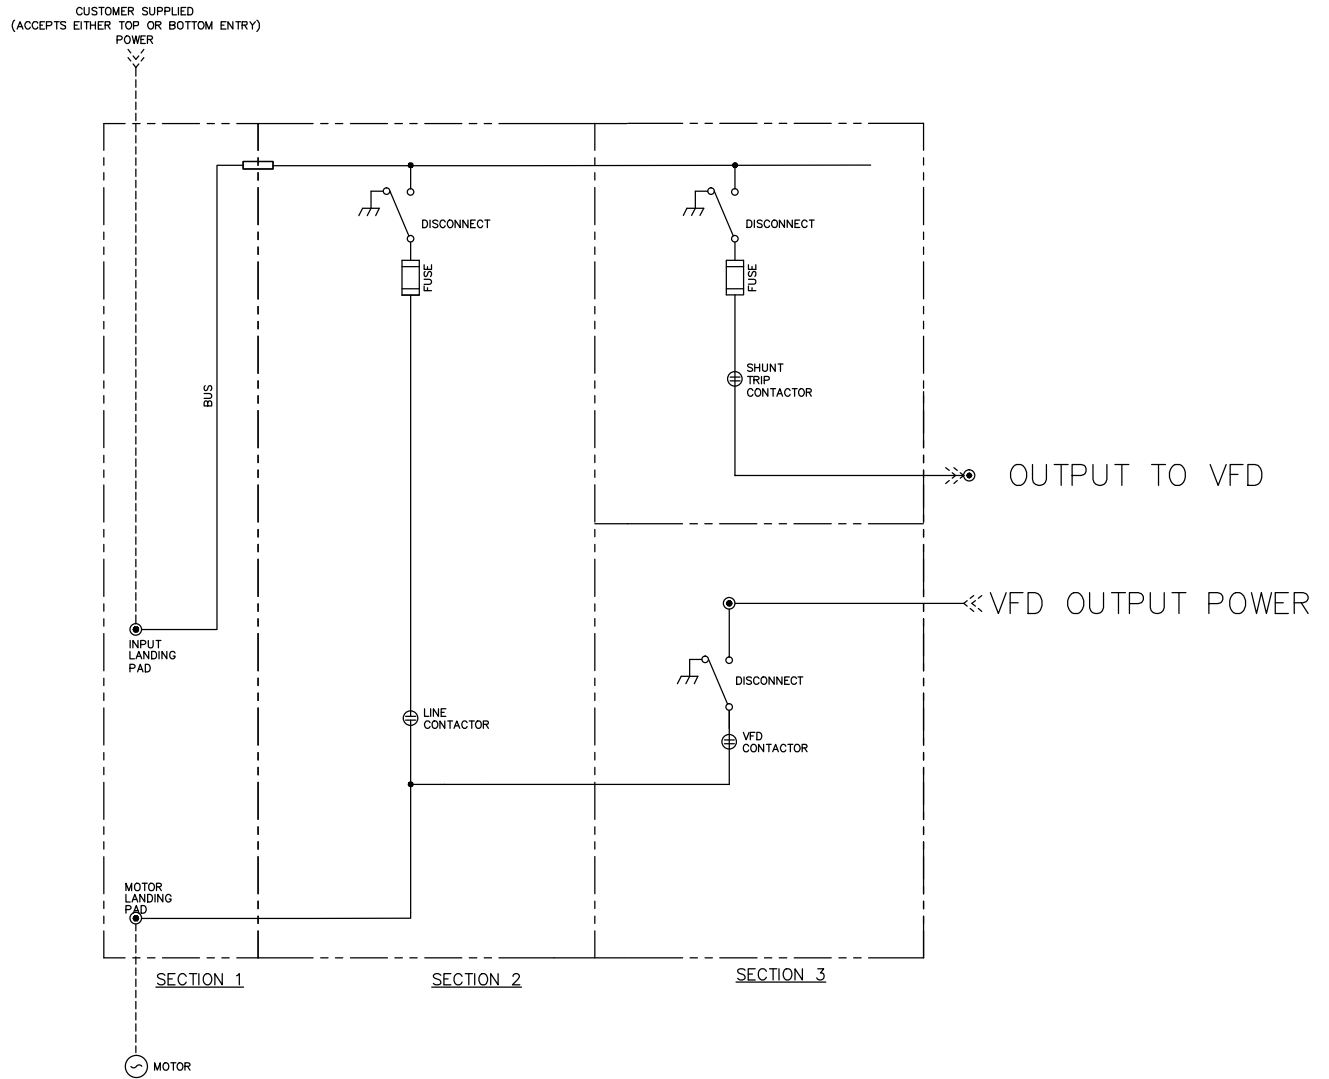 CUSTOMER SUPPLIED
(ACCEPTS EITHER TOP OR BOTTOM ENTRY)
POWER
DISCONNECT
FUSE
DISCONNECT
FUSE
BUS
SHUNT
TRIP
CONTACTOR
OUTPUT TO VFD
VFD OUTPUT POWER
INPUT
LANDING
PAD
DISCONNECT
LINE
CONTACTOR
VFD
CONTACTOR
MOTOR
LANDING
PAD
SECTION 1
SECTION 2
SECTION 3
MOTOR